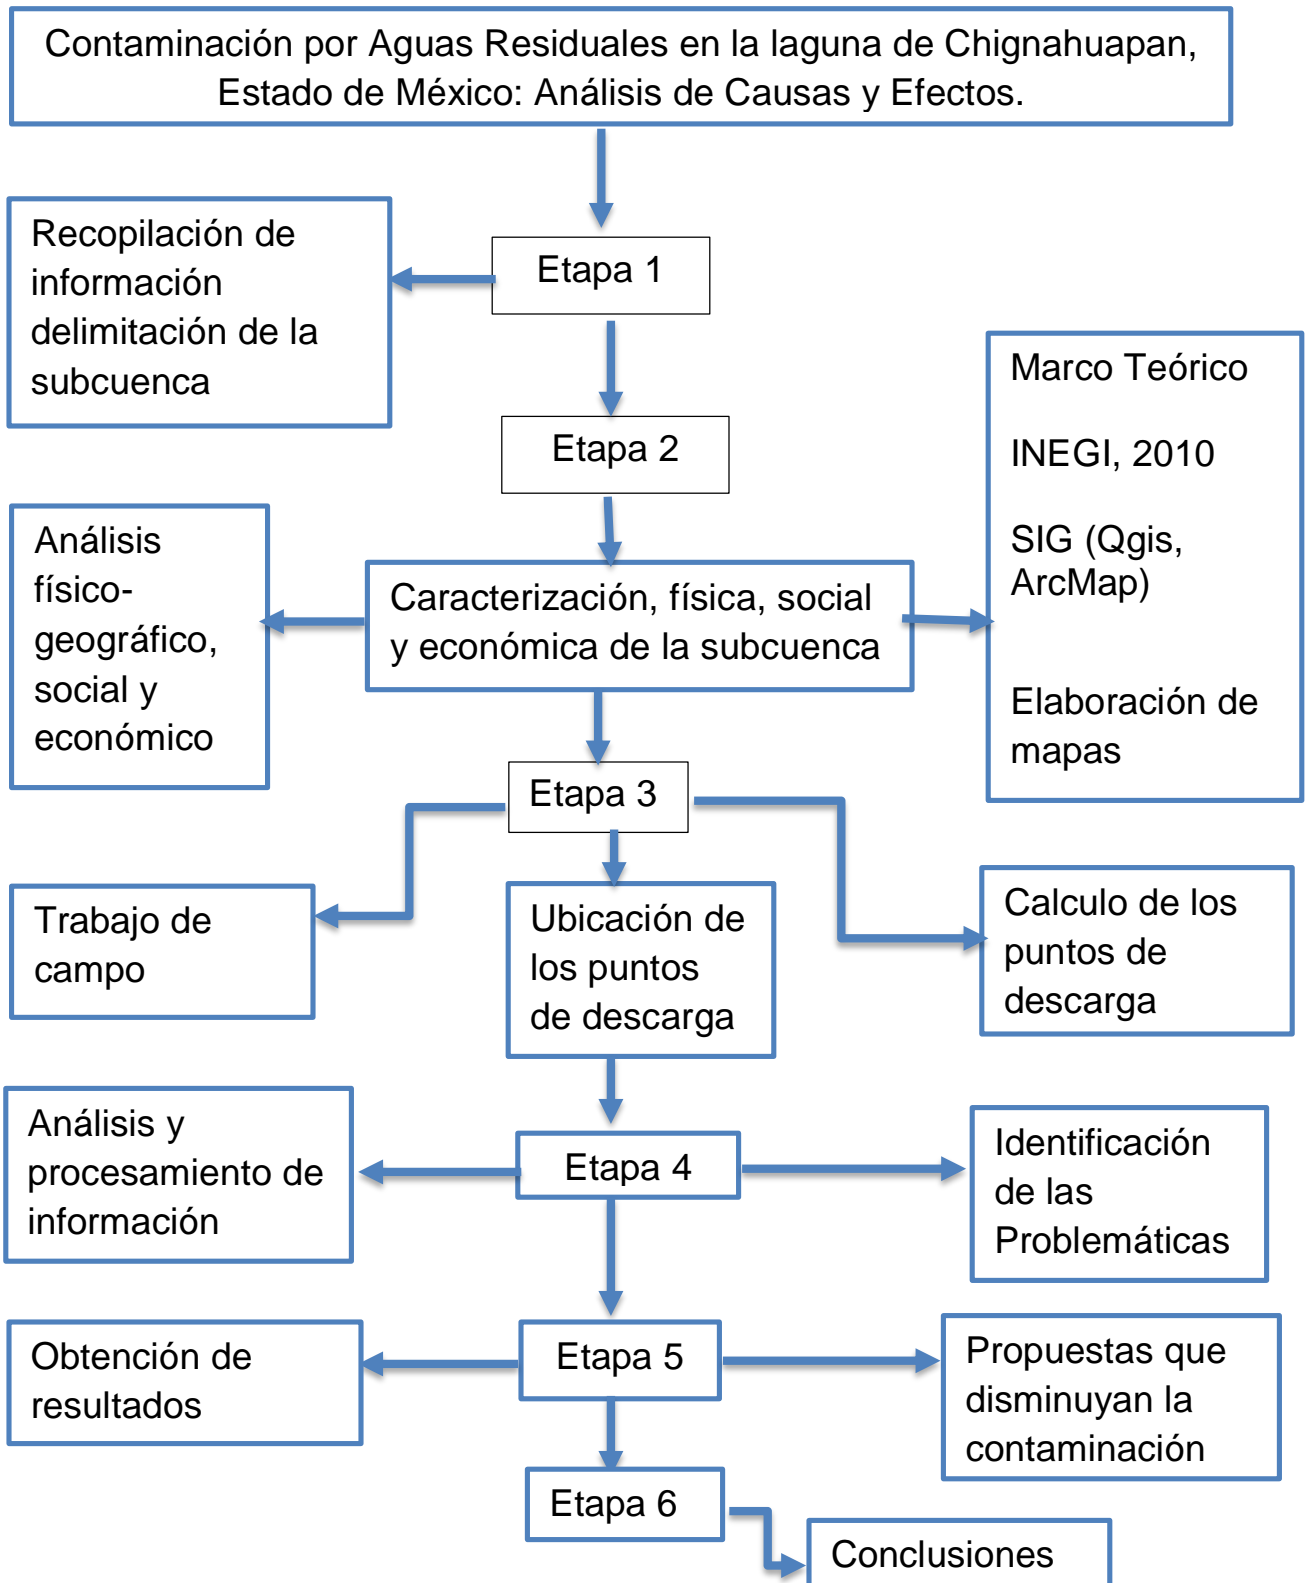 Contaminación por Aguas Residuales en la laguna de Chignahuapan,
Estado de México: Análisis de Causas y Efectos.
Etapa 1
Recopilación de
información
delimitación de la
subcuenca
Etapa 2
Caracterización, física, social
y económica de la subcuenca
Análisis
físico-
geográfico,
social y
económico
Marco Teórico
INEGI, 2010
SIG (Qgis,
ArcMap)
Elaboración de
mapas
Etapa 3
Trabajo de
campo
Ubicación de
los puntos
de descarga
Calculo de los
puntos de
descarga
Etapa 4
Análisis y
procesamiento de
información
Identificación
de las
Problemáticas
Etapa 5
Obtención de
resultados
Propuestas que
disminuyan la
contaminación
Etapa 6
Conclusiones